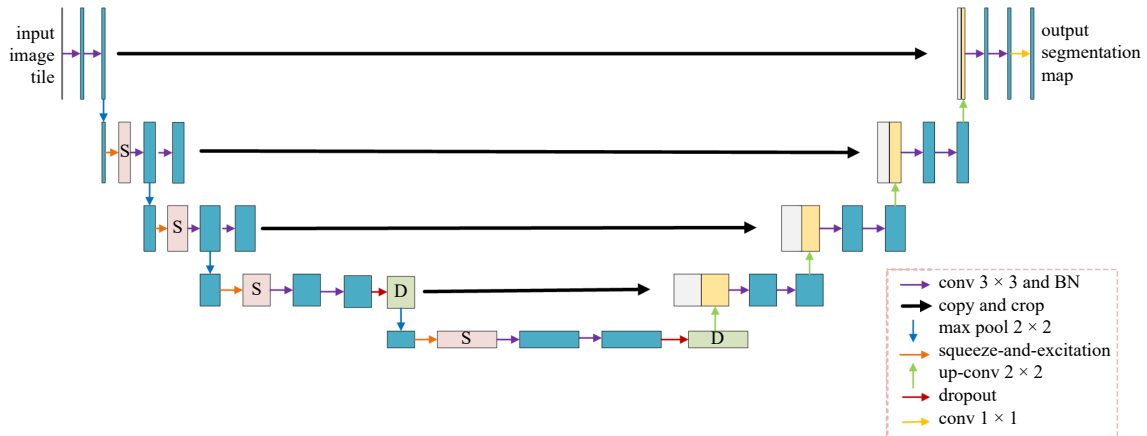 input
image
tile
output
segmentation
map
S
S
S
D
S
D
conv 3 × 3 and BN
copy and crop
max pool 2 × 2
squeeze-and-excitation
up-conv 2 × 2
dropout
conv 1 × 1